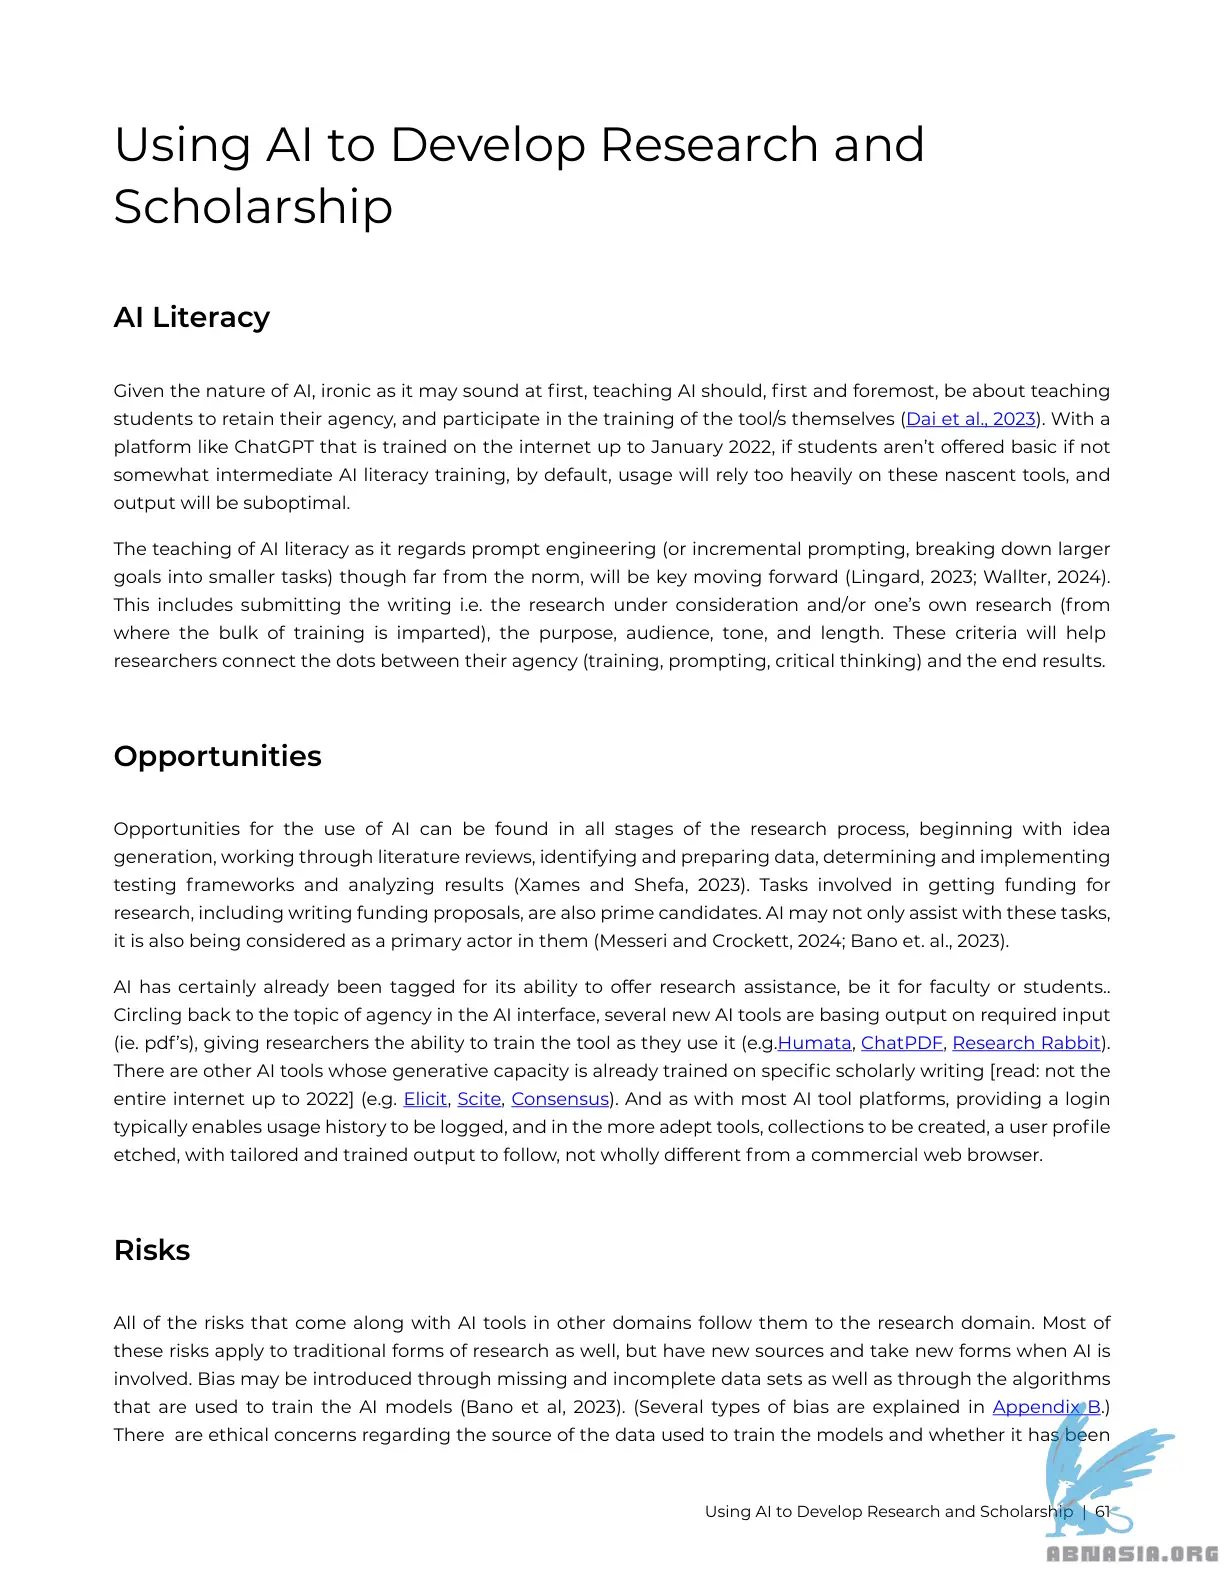 Using AI to Develop Research and
Scholarship
AI Literacy
Given the nature of AI, ironic as it may sound at first, teaching AI should, first and foremost, be about teaching
students to retain their agency, and participate in the training of the tool/s themselves (Dai et al., 2023). With a
platform like ChatGPT that is trained on the internet up to January 2022, if students aren’t offered basic if not
somewhat intermediate AI literacy training, by default, usage will rely too heavily on these nascent tools, and
output will be suboptimal.
The teaching of AI literacy as it regards prompt engineering (or incremental prompting, breaking down larger
goals into smaller tasks) though far from the norm, will be key moving forward (Lingard, 2023; Wallter, 2024).
This includes submitting the writing i.e. the research under consideration and/or one’s own research (from
where the bulk of training is imparted), the purpose, audience, tone, and length. These criteria will help
researchers connect the dots between their agency (training, prompting, critical thinking) and the end results.
Opportunities
Opportunities for the use of AI can be found in all stages of the research process, beginning with idea
generation, working through literature reviews, identifying and preparing data, determining and implementing
testing frameworks and analyzing results (Xames and Shefa, 2023). Tasks involved in getting funding for
research, including writing funding proposals, are also prime candidates. AI may not only assist with these tasks,
it is also being considered as a primary actor in them (Messeri and Crockett, 2024; Bano et. al., 2023).
AI has certainly already been tagged for its ability to offer research assistance, be it for faculty or students..
Circling back to the topic of agency in the AI interface, several new AI tools are basing output on required input
(ie. pdf’s), giving researchers the ability to train the tool as they use it (e.g.Humata, ChatPDF, Research Rabbit).
There are other AI tools whose generative capacity is already trained on specific scholarly writing [read: not the
entire internet up to 2022] (e.g. Elicit, Scite, Consensus). And as with most AI tool platforms, providing a login
typically enables usage history to be logged, and in the more adept tools, collections to be created, a user profile
etched, with tailored and trained output to follow, not wholly different from a commercial web browser.
Risks
All of the risks that come along with AI tools in other domains follow them to the research domain. Most of
these risks apply to traditional forms of research as well, but have new sources and take new forms when AI is
involved. Bias may be introduced through missing and incomplete data sets as well as through the algorithms
that are used to train the AI models (Bano et al, 2023). (Several types of bias are explained in Appendix B.)
There are ethical concerns regarding the source of the data used to train the models and whether it has been
Using AI to Develop Research and Scholarship | 61
ABNASIA.ORG